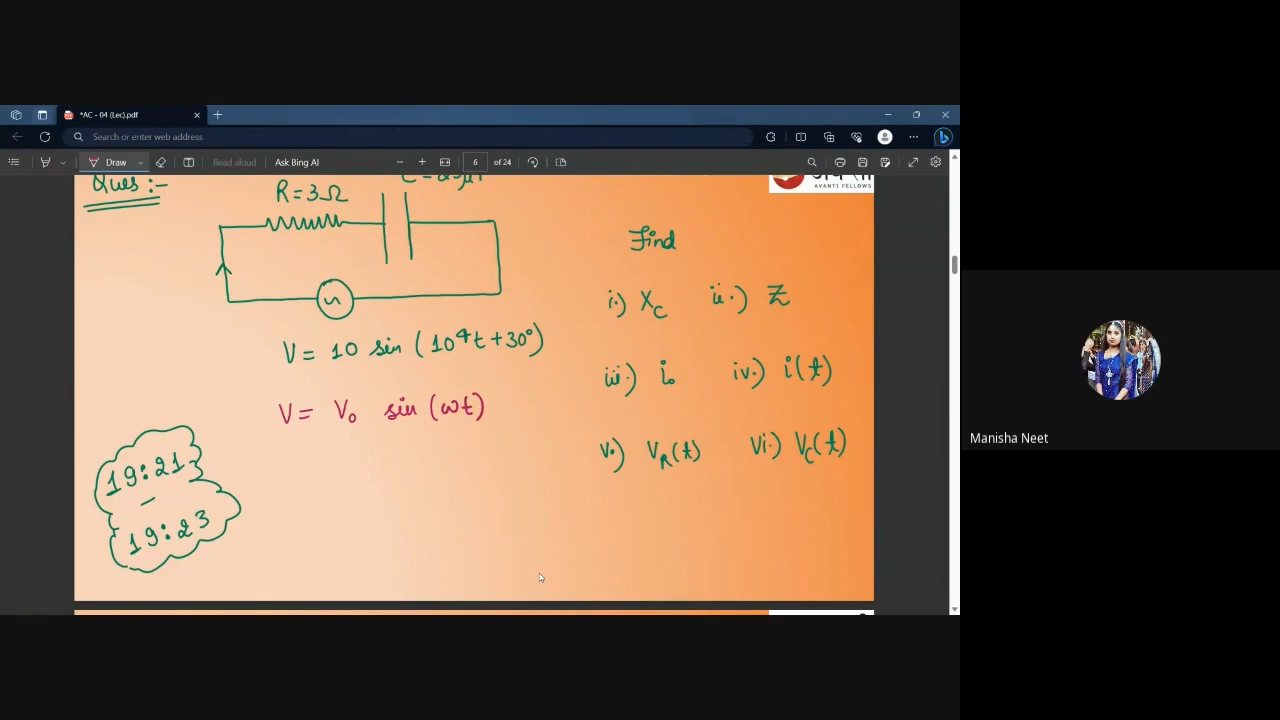 *AC - 04 (Lec).pdf
Search or enter web address
Draw
Read aloud
Ask Bing AI
6 of 24
Ques :-
R = 3Ω
AVANTI FELLOWS
Find
i.) X_C ii.) Z
V = 10 sin (10⁴t + 30°)
iii.) i₀ iv.) i(t)
V = V₀ sin (ωt)
v.) V_R(t) vi.) V_C(t)
19:21
–
19:23
Manisha Neet